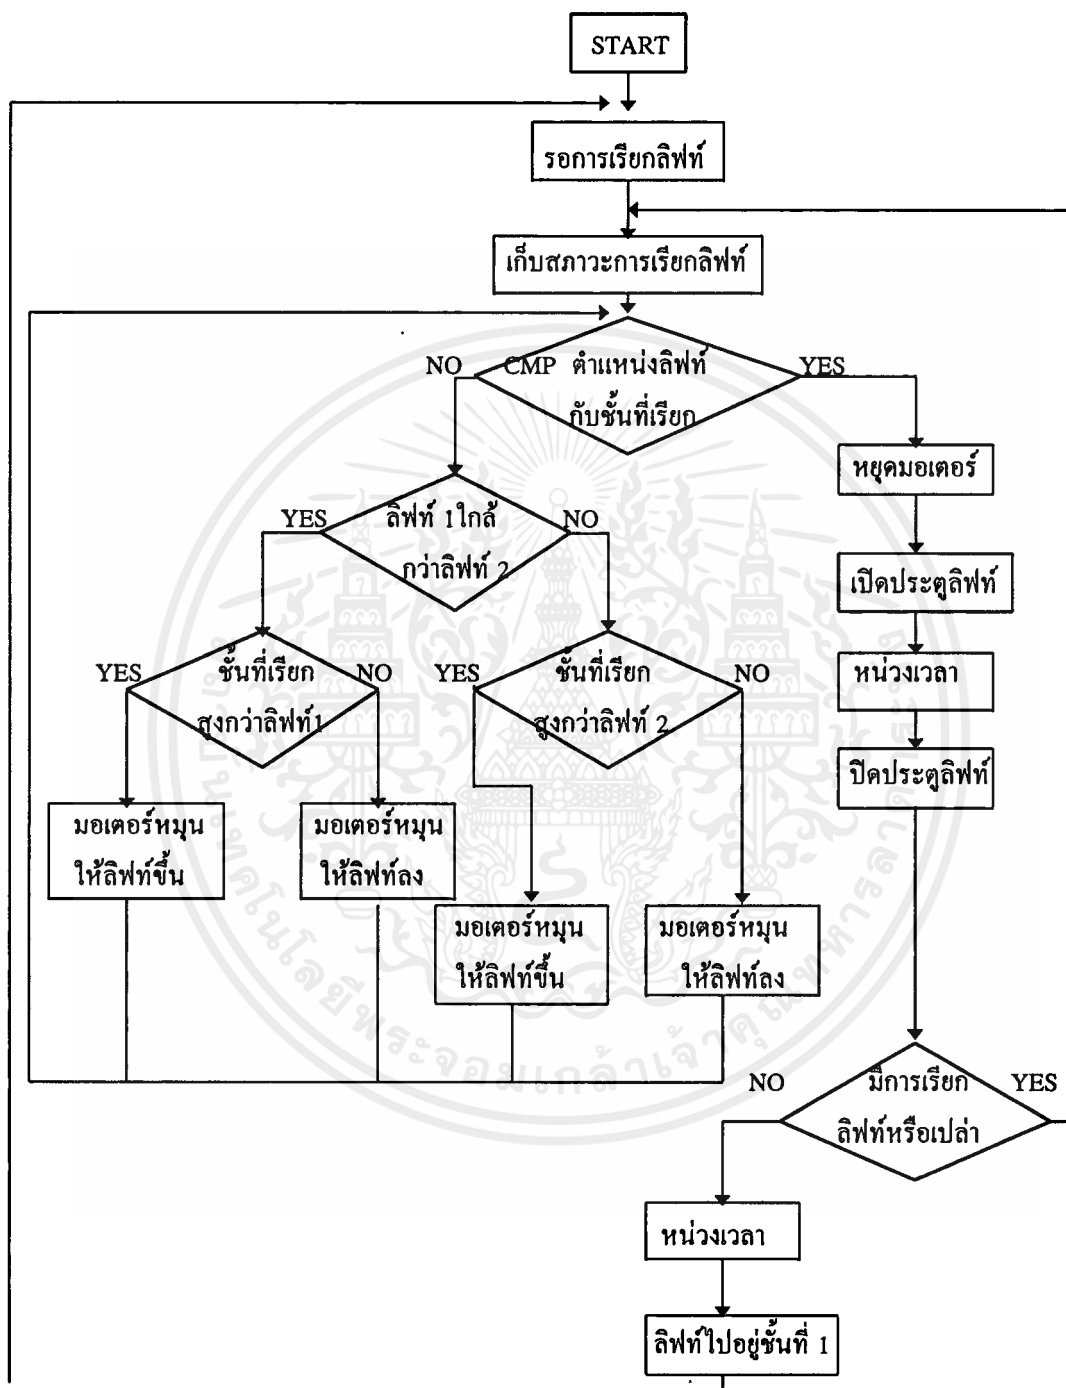 START
รอการเรียกลิฟท์
เก็บสภาวะการเรียกลิฟท์
NO
CMP ตำแหน่งลิฟท์
กับชั้นที่เรียก
YES
หยุดมอเตอร์
YES
ลิฟท์ 1ใกล้
กว่าลิฟท์ 2
NO
เปิดประตูลิฟท์
YES
ชั้นที่เรียก
สูงกว่าลิฟท์1
NO
YES
ชั้นที่เรียก
สูงกว่าลิฟท์ 2
NO
หน่วงเวลา
ปิดประตูลิฟท์
มอเตอร์หมุน
ให้ลิฟท์ขึ้น
มอเตอร์หมุน
ให้ลิฟท์ลง
มอเตอร์หมุน
ให้ลิฟท์ขึ้น
มอเตอร์หมุน
ให้ลิฟท์ลง
NO
มีการเรียก
ลิฟท์หรือเปล่า
YES
หน่วงเวลา
ลิฟท์ไปอยู่ชั้นที่ 1